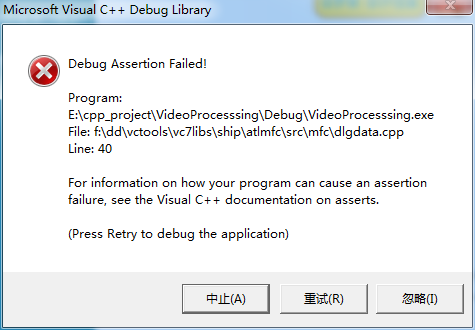 Microsoft Visual C++ Debug Library
Debug Assertion Failed!
Program:
E:\cpp_project\VideoProcesssing\Debug\VideoProcesssing.exe
File: f:\dd\vctools\vc7libs\ship\atlmfc\src\mfc\dlgdata.cpp
Line: 40
For information on how your program can cause an assertion
failure, see the Visual C++ documentation on asserts.
(Press Retry to debug the application)
中止(A) 重试(R) 忽略(I)